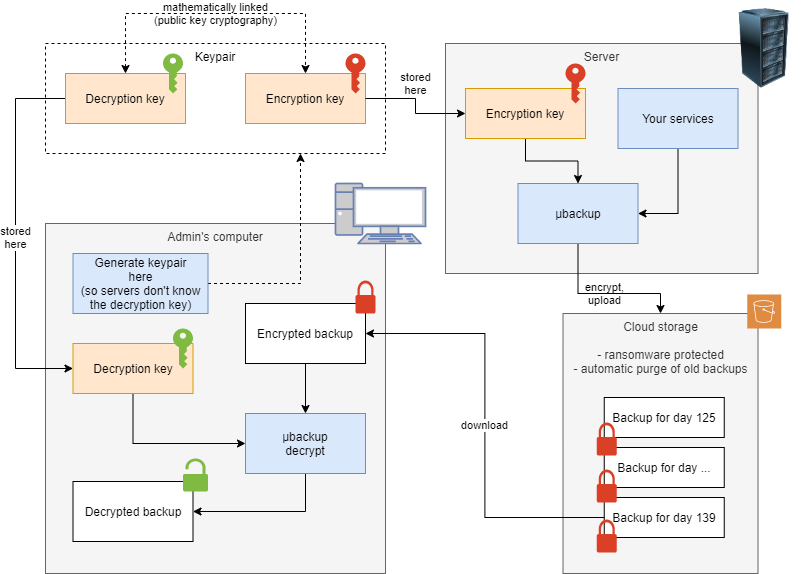 mathematically linked
(public key cryptography)
Keypair
Decryption key
Encryption key
stored
here
Server
Encryption key
Your services
µbackup
stored
here
Admin's computer
Generate keypair
here
(so servers don't know
the decryption key)
encrypt,
upload
Encrypted backup
Cloud storage
- ransomware protected
- automatic purge of old backups
Decryption key
download
Backup for day 125
µbackup
decrypt
Backup for day ...
Decrypted backup
Backup for day 139